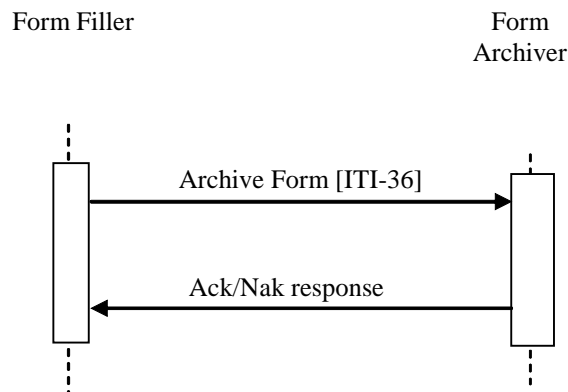 Form Filler
Form
Archiver
Archive Form [ITI-36]
Ack/Nak response